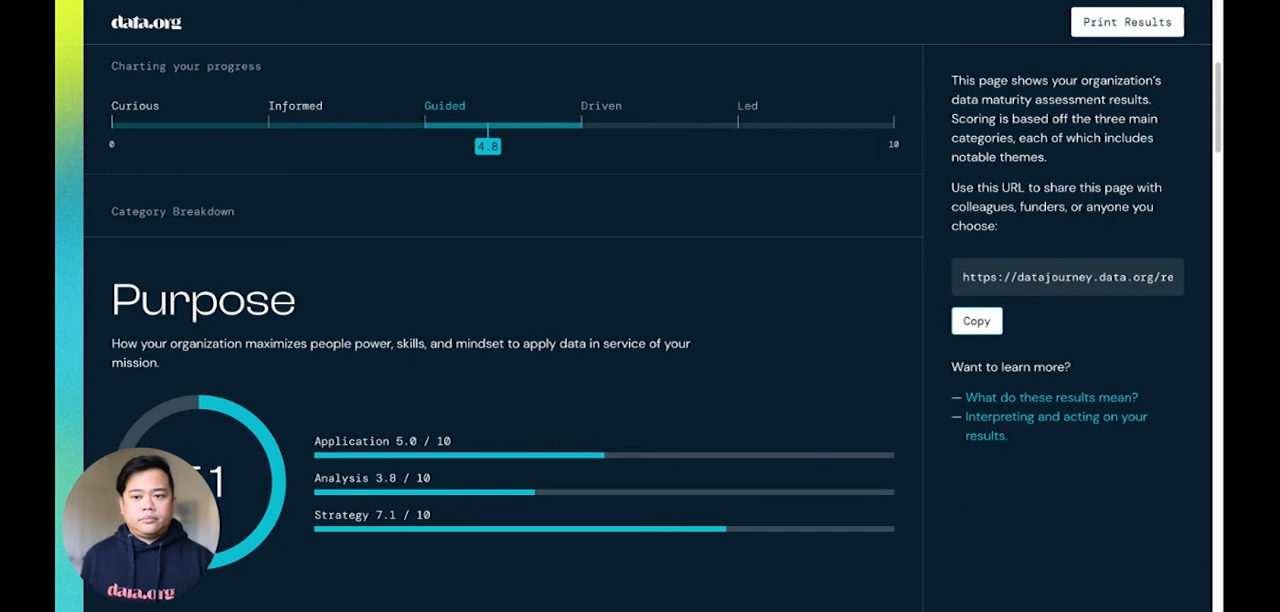 data.org
Print Results
Charting your progress
Curious
Informed
Guided
Driven
Led
0
4.8
10
Category Breakdown
Purpose
How your organization maximizes people power, skills, and mindset to apply data in service of your
mission.
Application 5.0 / 10
Analysis 3.8 / 10
Strategy 7.1 / 10
data.org
This page shows your organization's
data maturity assessment results.
Scoring is based off the three main
categories, each of which includes
notable themes.
Use this URL to share this page with
colleagues, funders, or anyone you
choose:
https://datajourney.data.org/re
Copy
Want to learn more?
— What do these results mean?
— Interpreting and acting on your
results.